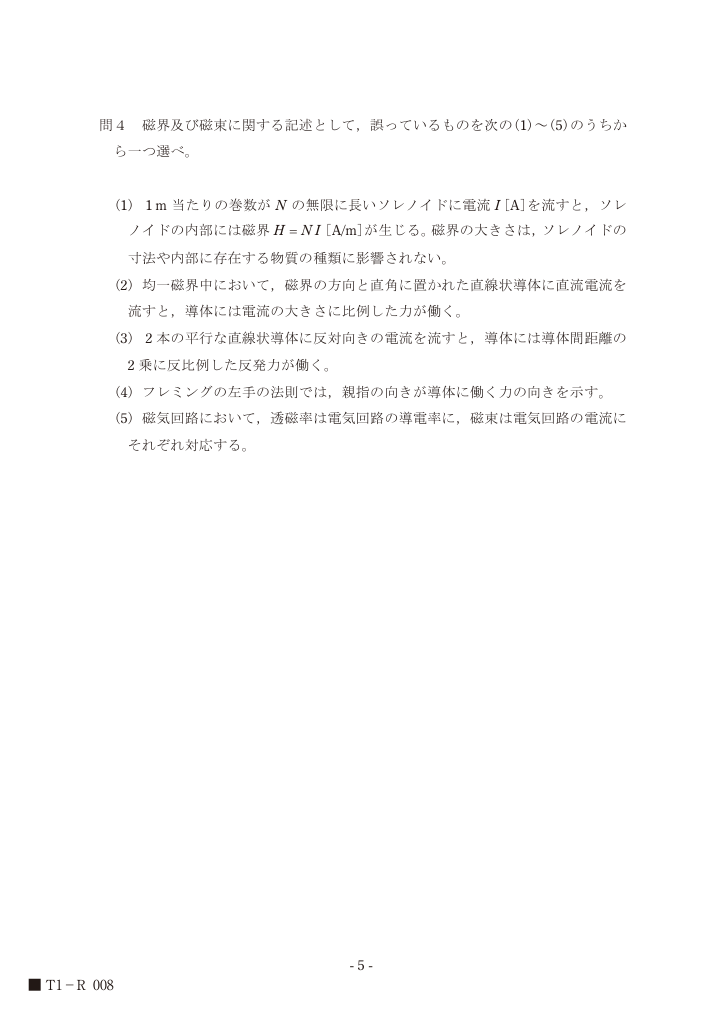 問４　磁界及び磁束に関する記述として，誤っているものを次の(1)～(5)のうちか
ら一つ選べ。
(1)　1 m 当たりの巻数が N の無限に長いソレノイドに電流 I [A]を流すと，ソレ
ノイドの内部には磁界 H = N I [A/m]が生じる。磁界の大きさは，ソレノイドの
寸法や内部に存在する物質の種類に影響されない。
(2)　均一磁界中において，磁界の方向と直角に置かれた直線状導体に直流電流を
流すと，導体には電流の大きさに比例した力が働く。
(3)　2 本の平行な直線状導体に反対向きの電流を流すと，導体には導体間距離の
2 乗に反比例した反発力が働く。
(4)　フレミングの左手の法則では，親指の向きが導体に働く力の向きを示す。
(5)　磁気回路において，透磁率は電気回路の導電率に，磁束は電気回路の電流に
それぞれ対応する。
- 5 -
■ T1－R 008